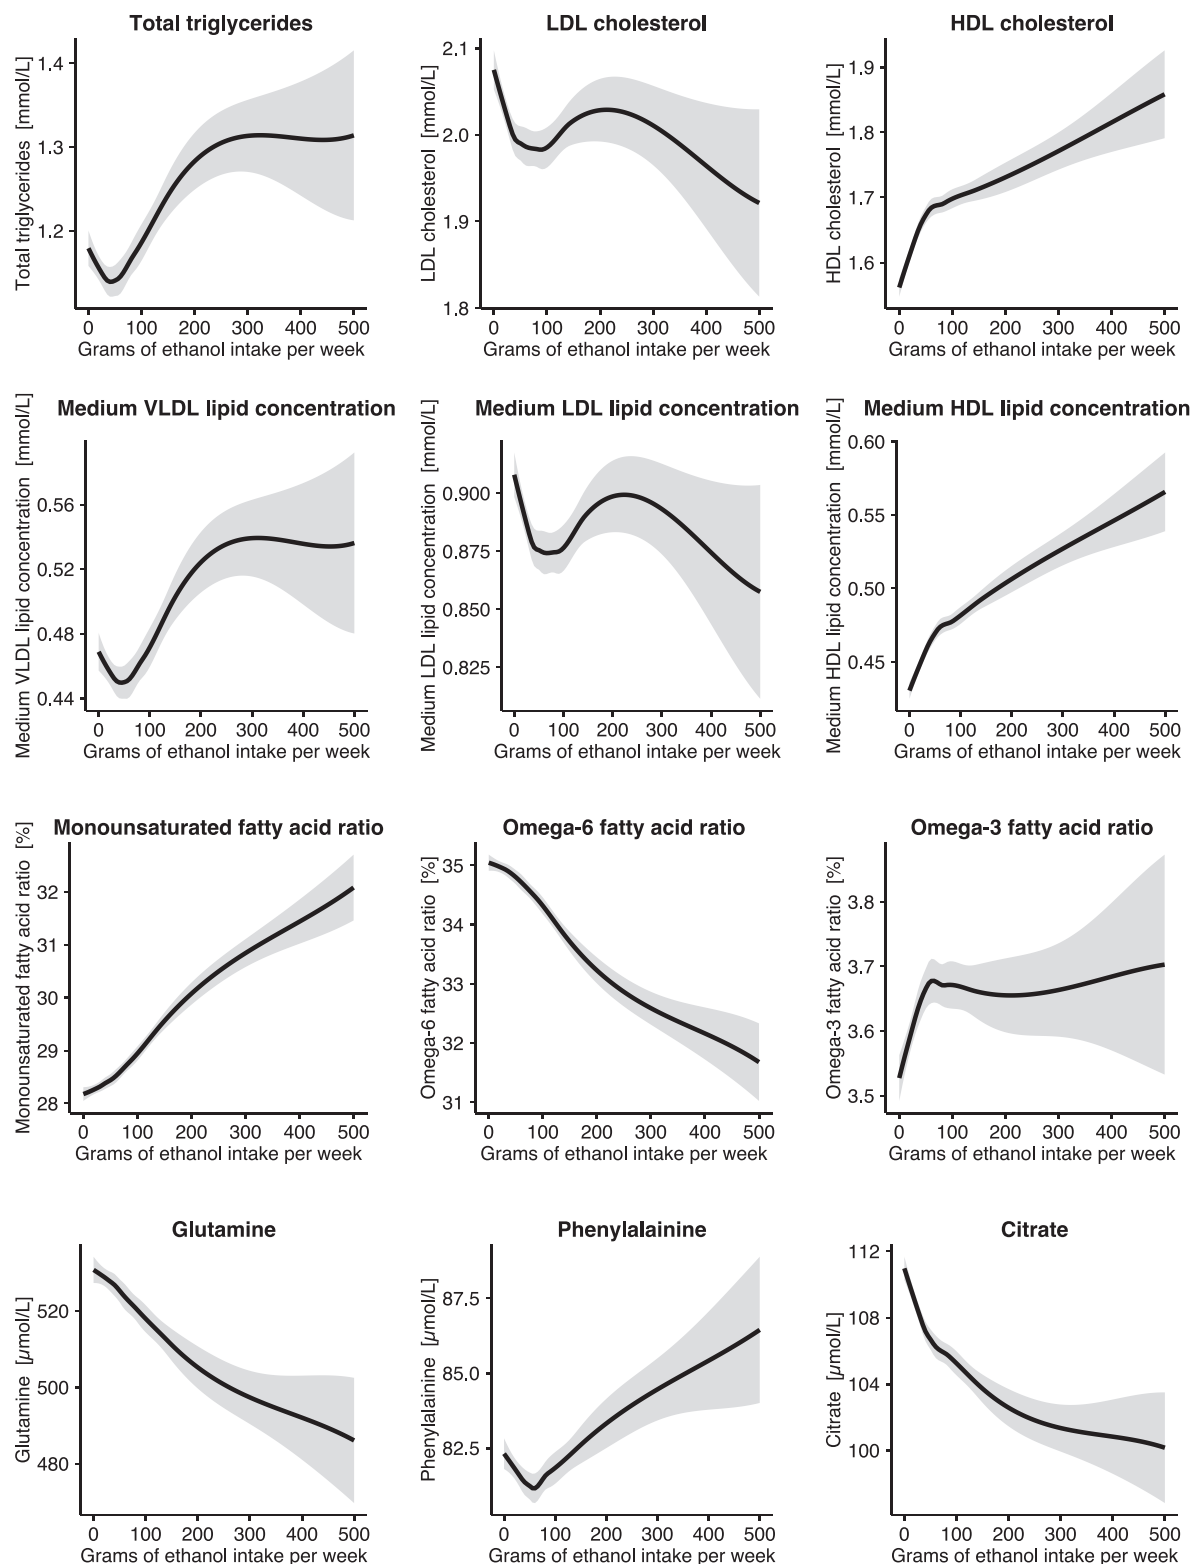 Total triglycerides
LDL cholesterol
HDL cholesterol
Total triglycerides [mmol/L]
1.4
1.3
1.2
0 100 200 300 400 500
Grams of ethanol intake per week
LDL cholesterol [mmol/L]
2.1
2.0
1.9
1.8
0 100 200 300 400 500
Grams of ethanol intake per week
HDL cholesterol [mmol/L]
1.9
1.8
1.7
1.6
0 100 200 300 400 500
Grams of ethanol intake per week
Medium VLDL lipid concentration
Medium LDL lipid concentration
Medium HDL lipid concentration
Medium VLDL lipid concentration [mmol/L]
0.56
0.52
0.48
0.44
0 100 200 300 400 500
Grams of ethanol intake per week
Medium LDL lipid concentration [mmol/L]
0.900
0.875
0.850
0.825
0 100 200 300 400 500
Grams of ethanol intake per week
Medium HDL lipid concentration [mmol/L]
0.60
0.55
0.50
0.45
0 100 200 300 400 500
Grams of ethanol intake per week
Monounsaturated fatty acid ratio
Omega-6 fatty acid ratio
Omega-3 fatty acid ratio
Monounsaturated fatty acid ratio [%]
32
31
30
29
28
0 100 200 300 400 500
Grams of ethanol intake per week
Omega-6 fatty acid ratio [%]
35
34
33
32
31
0 100 200 300 400 500
Grams of ethanol intake per week
Omega-3 fatty acid ratio [%]
3.8
3.7
3.6
3.5
0 100 200 300 400 500
Grams of ethanol intake per week
Glutamine
Phenylalainine
Citrate
Glutamine [µmol/L]
520
500
480
0 100 200 300 400 500
Grams of ethanol intake per week
Phenylalainine [µmol/L]
87.5
85.0
82.5
0 100 200 300 400 500
Grams of ethanol intake per week
Citrate [µmol/L]
112
108
104
100
0 100 200 300 400 500
Grams of ethanol intake per week